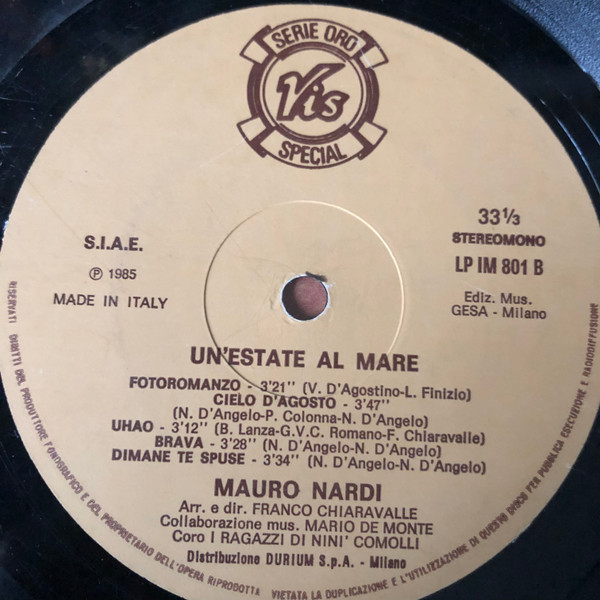 SERIE ORO
Vis
SPECIAL
S.I.A.E.
℗ 1985
MADE IN ITALY
33⅓
STEREOMONO
LP IM 801 B
Ediz. Mus.
GESA - Milano
UN'ESTATE AL MARE
FOTOROMANZO - 3'21'' (V. D'Agostino-L. Finizio)
CIELO D'AGOSTO - 3'47''
(N. D'Angelo-P. Colonna-N. D'Angelo)
UHAO - 3'12'' (B. Lanza-G.V.C. Romano-F. Chiaravalle)
BRAVA - 3'28'' (N. D'Angelo-N. D'Angelo)
DIMANE TE SPUSE - 3'34'' (N. D'Angelo-N. D'Angelo)
MAURO NARDI
Arr. e dir. FRANCO CHIARAVALLE
Collaborazione mus. MARIO DE MONTE
Coro I RAGAZZI DI NINI' COMOLLI
Distribuzione DURIUM S.p.A. - Milano
RISERVATI DIRITTI DEL PRODUTTORE FONOGRAFICO E DEL PROPRIETARIO DELL'OPERA RIPRODOTTA VIETATA LA DUPLICAZIONE E L'UTILIZZAZIONE DI QUESTO DISCO PER PUBBLICA ESECUZIONE E RADIODIFFUSIONE